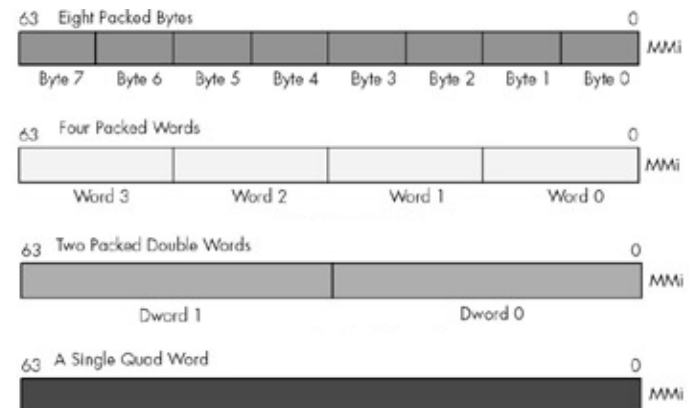 63 Eight Packed Bytes 0
MMi
Byte 7 Byte 6 Byte 5 Byte 4 Byte 3 Byte 2 Byte 1 Byte 0
63 Four Packed Words 0
MMi
Word 3 Word 2 Word 1 Word 0
63 Two Packed Double Words 0
MMi
Dword 1 Dword 0
63 A Single Quad Word 0
MMi